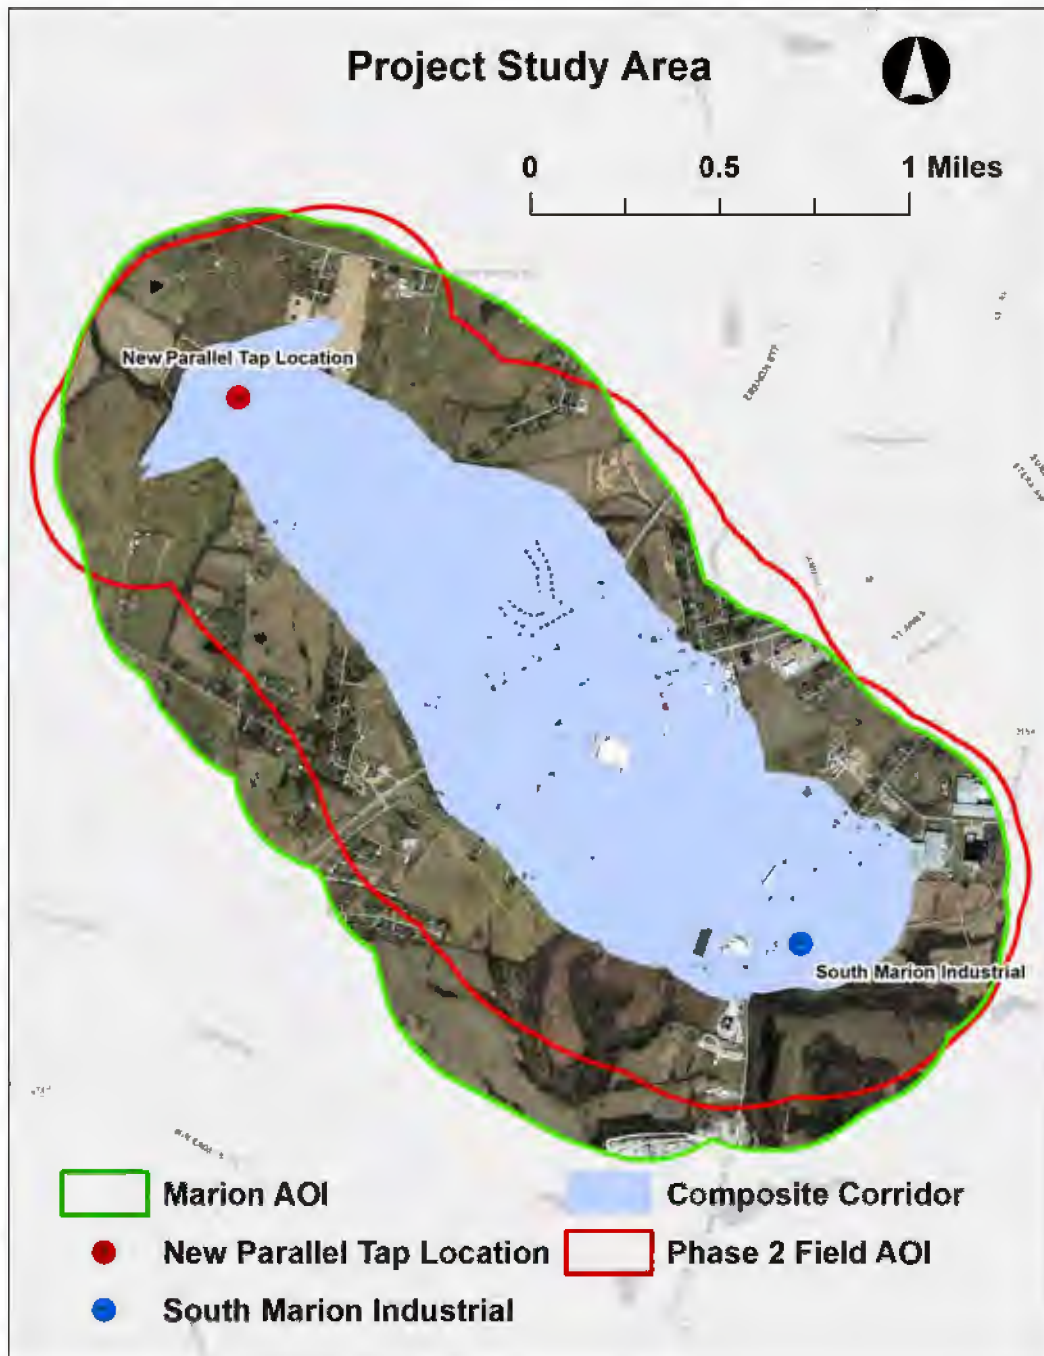 Project Study Area
0 0.5 1 Miles
New Parallel Tap Location
South Marion Industrial
Marion AOI
Composite Corridor
New Parallel Tap Location
Phase 2 Field AOI
South Marion Industrial